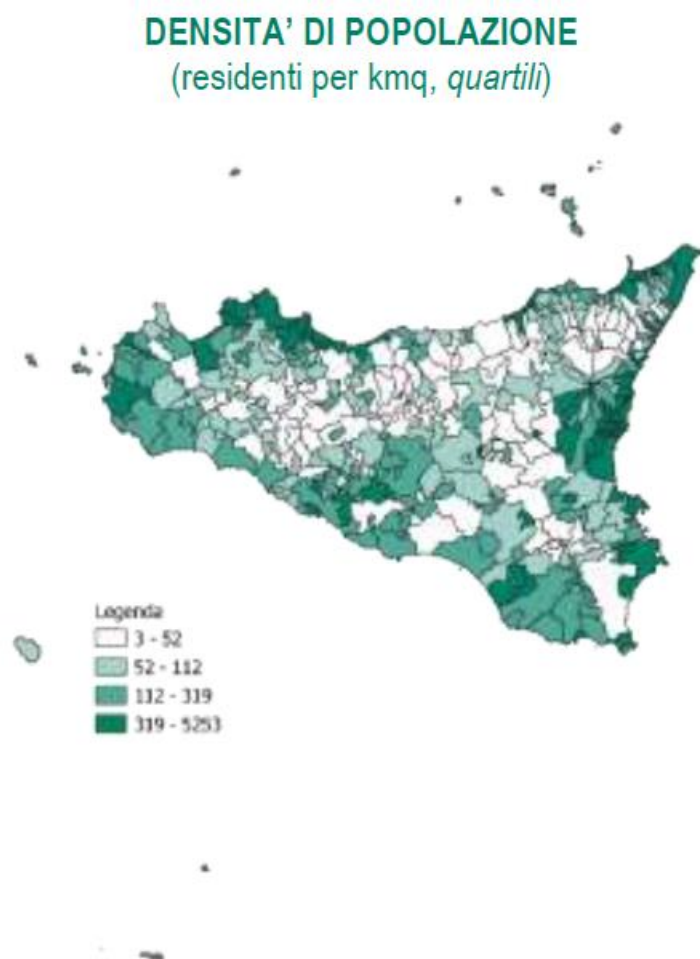 DENSITA’ DI POPOLAZIONE
(residenti per kmq, quartili)
Legenda
3 - 52
52 - 112
112 - 319
319 - 5253